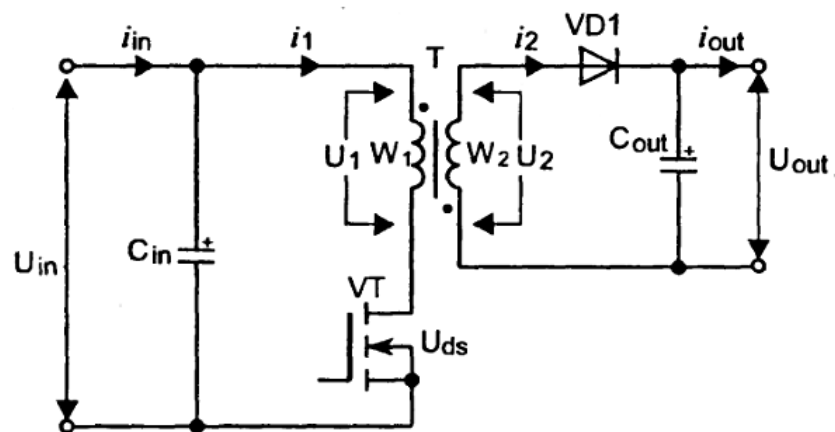 iin
i1
T
i2
VD1
iout
U1
W1
W2
U2
Cout
+
Uout
Uin
Cin
+
VT
Uds